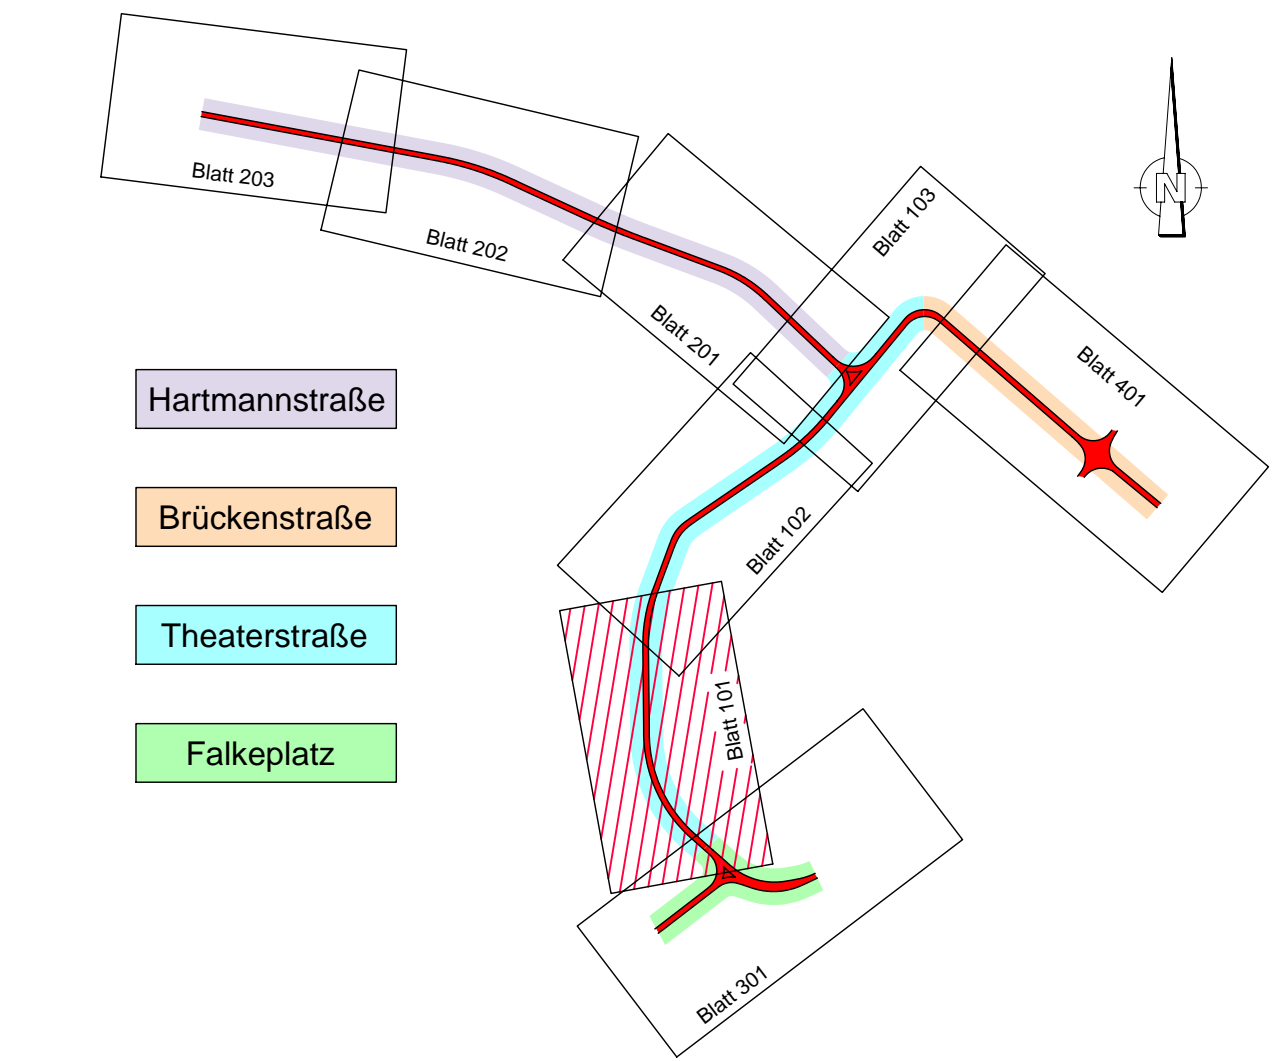 Blatt 203
Blatt 202
Blatt 201
Blatt 103
N
Blatt 401
Hartmannstraße
Brückenstraße
Theaterstraße
Falkeplatz
Blatt 102
Blatt 101
Blatt 301